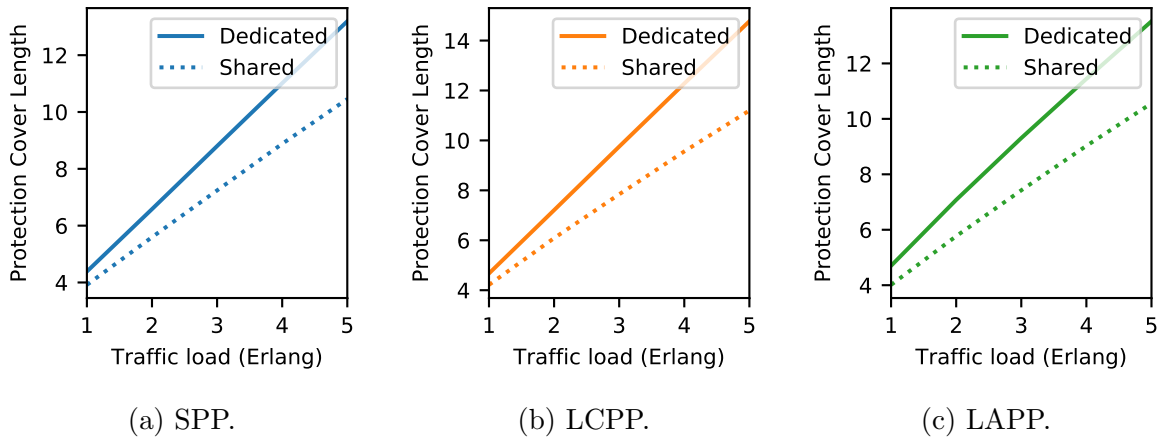 Protection Cover Length
12
10
8
6
4
Dedicated
Shared
1 2 3 4 5
Traffic load (Erlang)
(a) SPP.
Protection Cover Length
14
12
10
8
6
4
Dedicated
Shared
1 2 3 4 5
Traffic load (Erlang)
(b) LCPP.
Protection Cover Length
12
10
8
6
4
Dedicated
Shared
1 2 3 4 5
Traffic load (Erlang)
(c) LAPP.